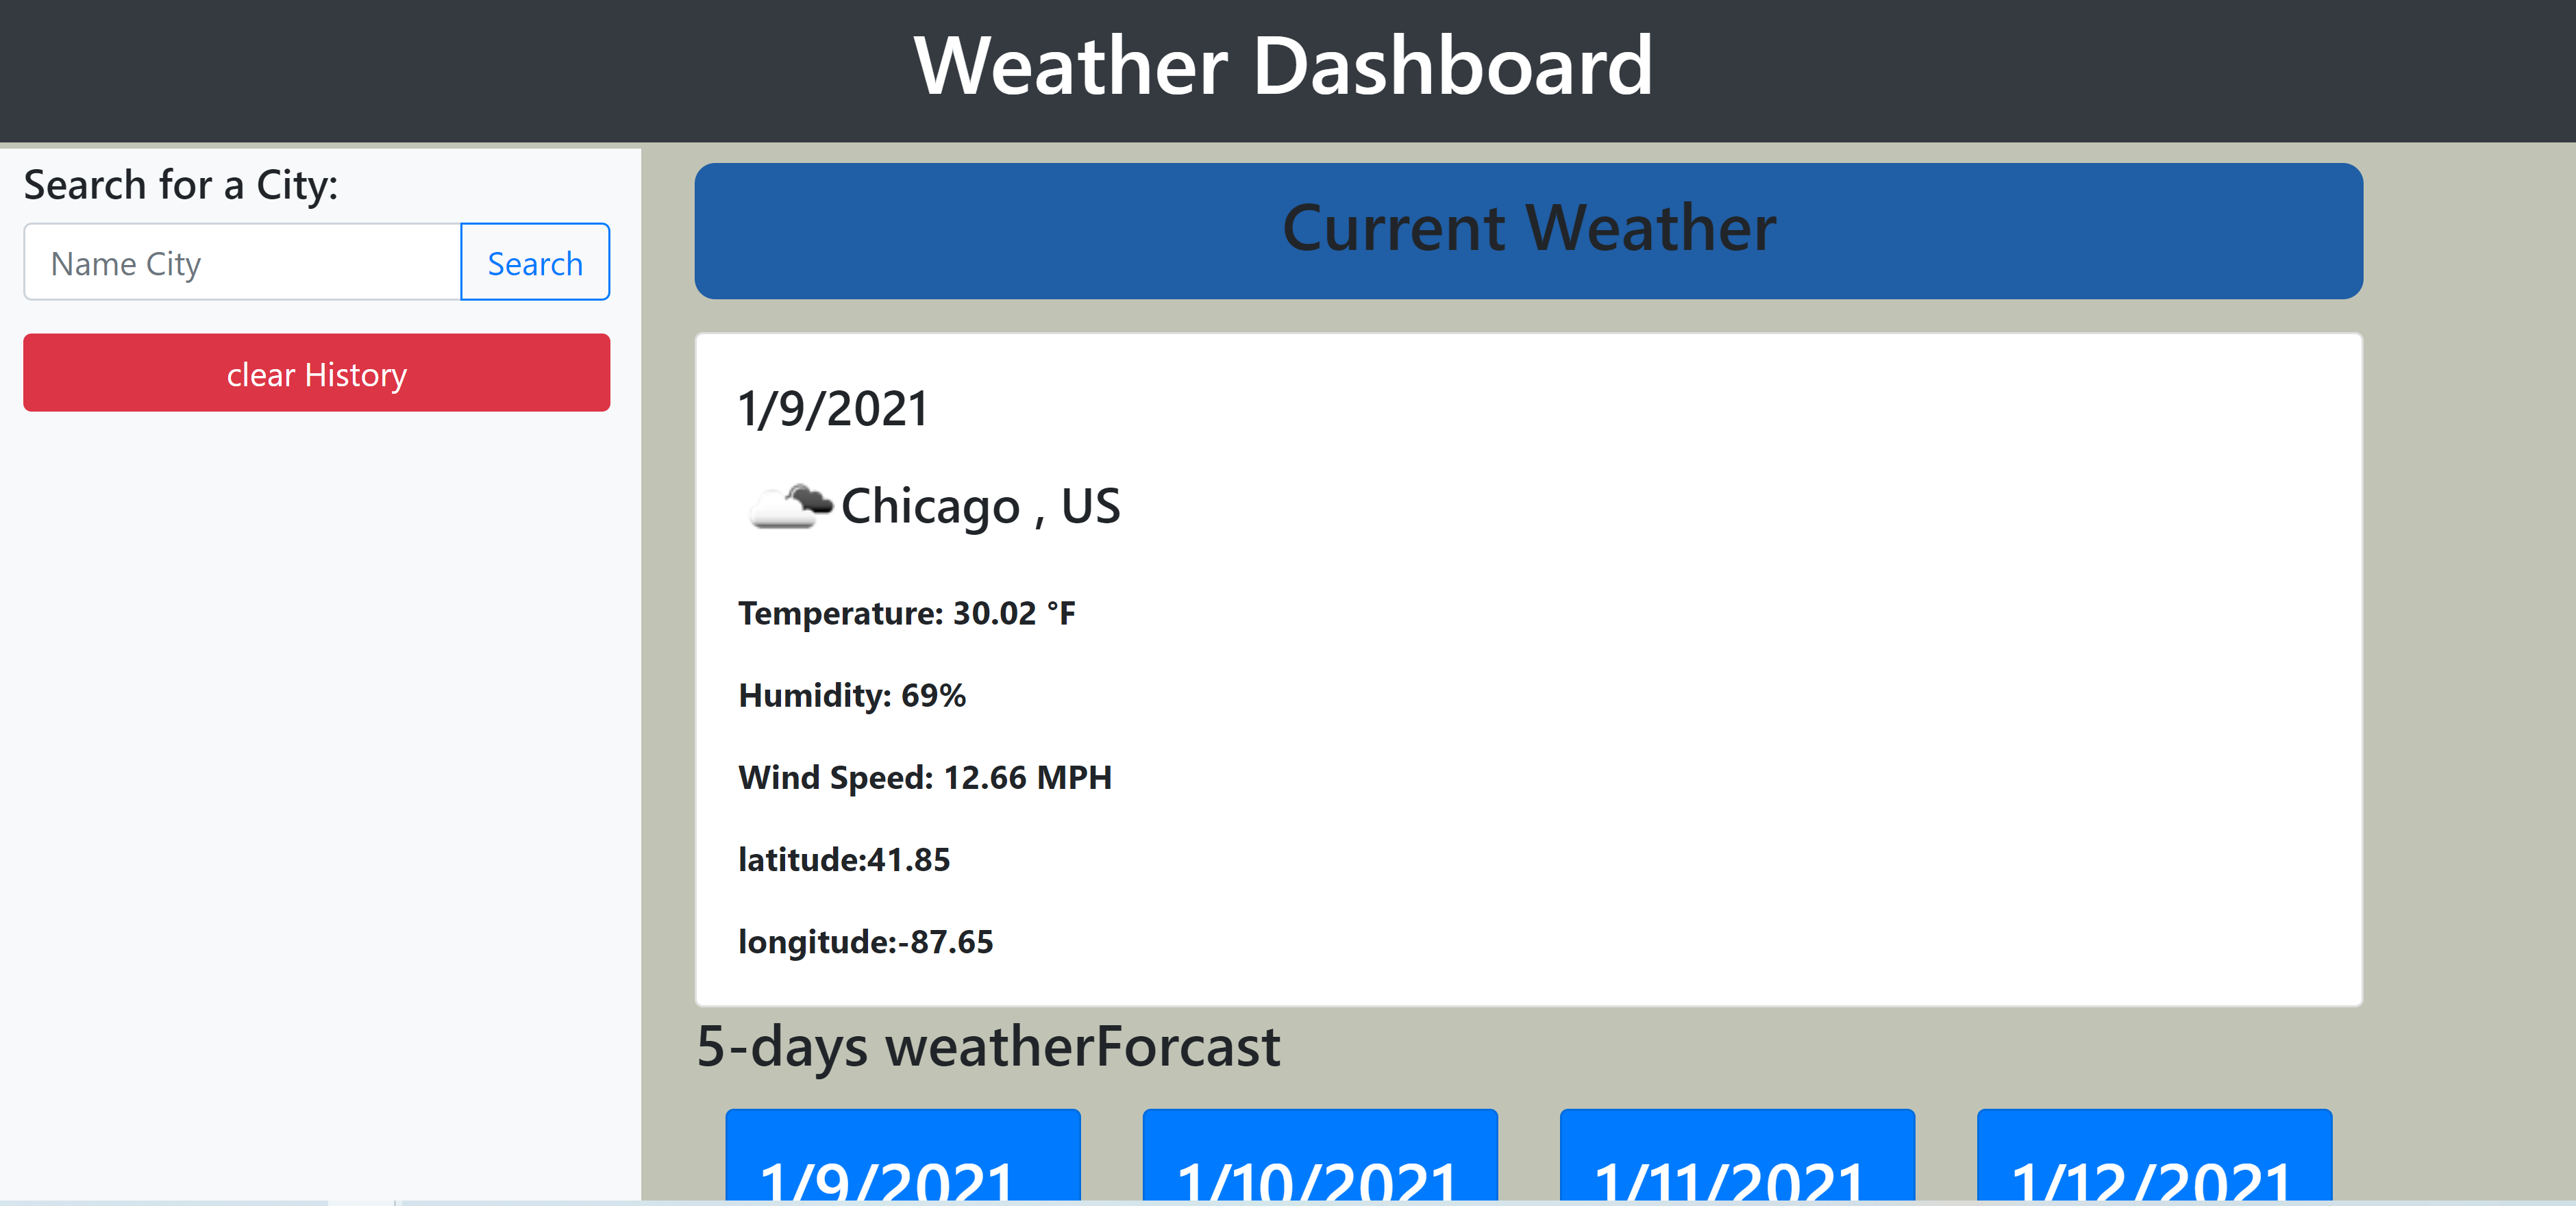 Weather Dashboard
Search for a City:
Name City
Search
clear History
Current Weather
1/9/2021
Chicago , US
Temperature: 30.02 °F
Humidity: 69%
Wind Speed: 12.66 MPH
latitude:41.85
longitude:-87.65
5-days weatherForcast
1/9/2021
1/10/2021
1/11/2021
1/12/2021